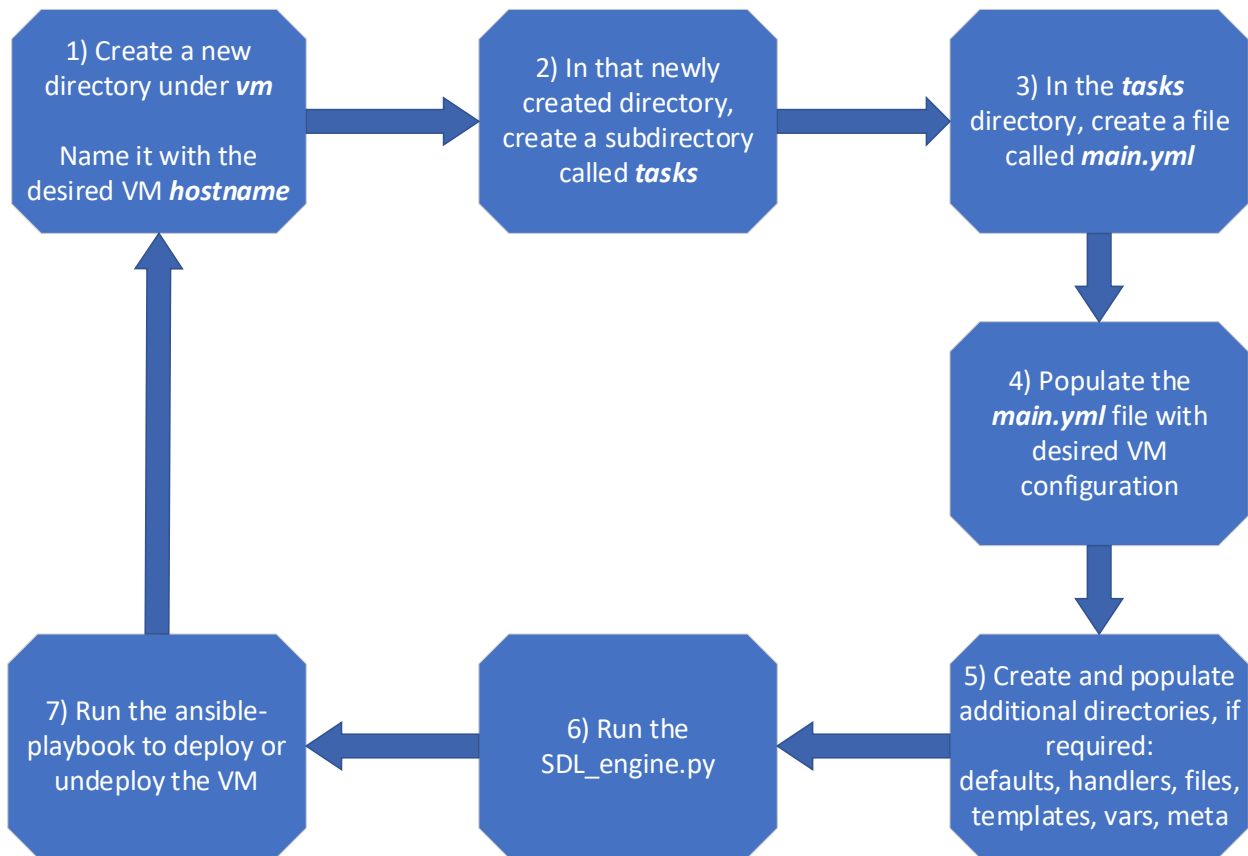 1) Create a new
directory under vm
Name it with the
desired VM hostname
2) In that newly
created directory,
create a subdirectory
called tasks
3) In the tasks
directory, create a file
called main.yml
4) Populate the
main.yml file with
desired VM
configuration
5) Create and populate
additional directories, if
required:
defaults, handlers, files,
templates, vars, meta
6) Run the
SDL_engine.py
7) Run the ansible-
playbook to deploy or
undeploy the VM